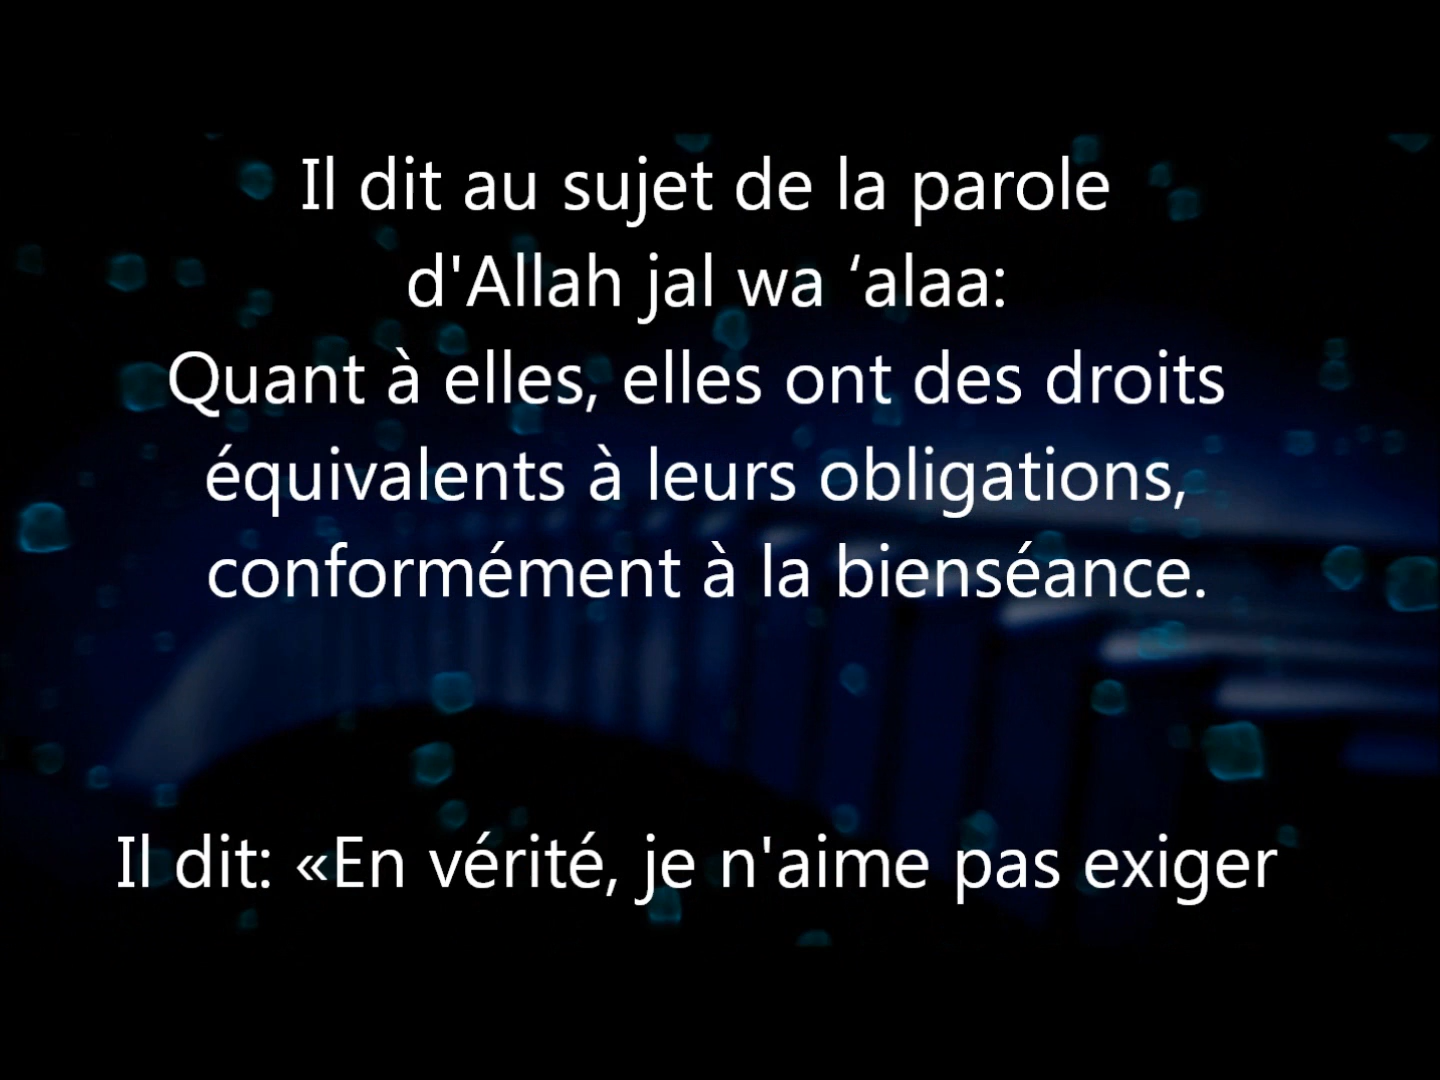 Il dit au sujet de la parole
d'Allah jal wa ‘alaa:
Quant à elles, elles ont des droits
équivalents à leurs obligations,
conformément à la bienséance.
Il dit: «En vérité, je n'aime pas exiger